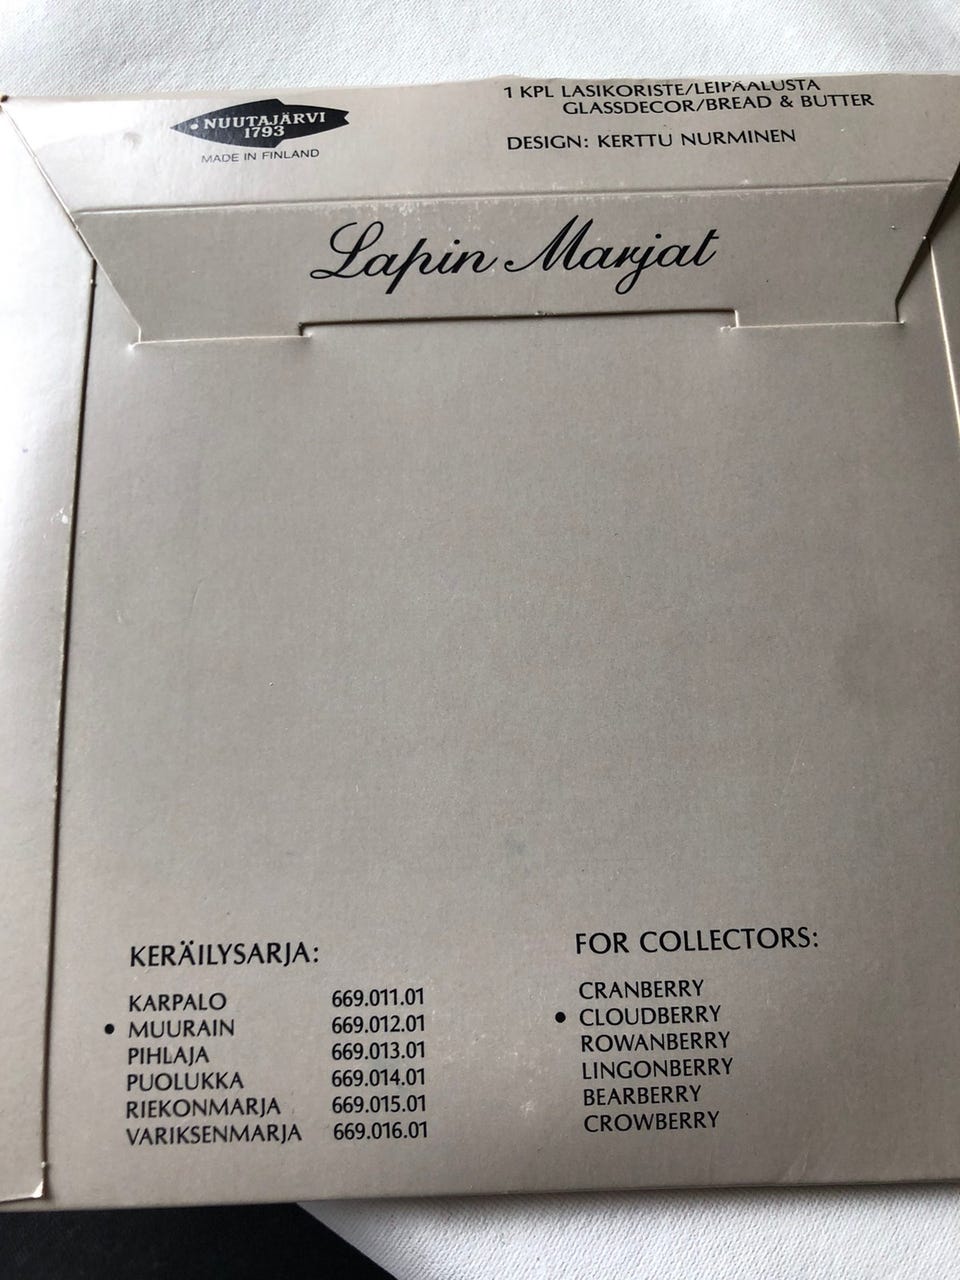 NUUTAJÄRVI
1793
MADE IN FINLAND
1 KPL LASIKORISTE/LEIPÄALUSTA
GLASSDECOR/BREAD & BUTTER
DESIGN: KERTTU NURMINEN
Lapin Marjat
KERÄILYSARJA:
KARPALO 669.011.01
• MUURAIN 669.012.01
PIHLAJA 669.013.01
PUOLUKKA 669.014.01
RIEKONMARJA 669.015.01
VARIKSENMARJA 669.016.01
FOR COLLECTORS:
CRANBERRY
• CLOUDBERRY
ROWANBERRY
LINGONBERRY
BEARBERRY
CROWBERRY